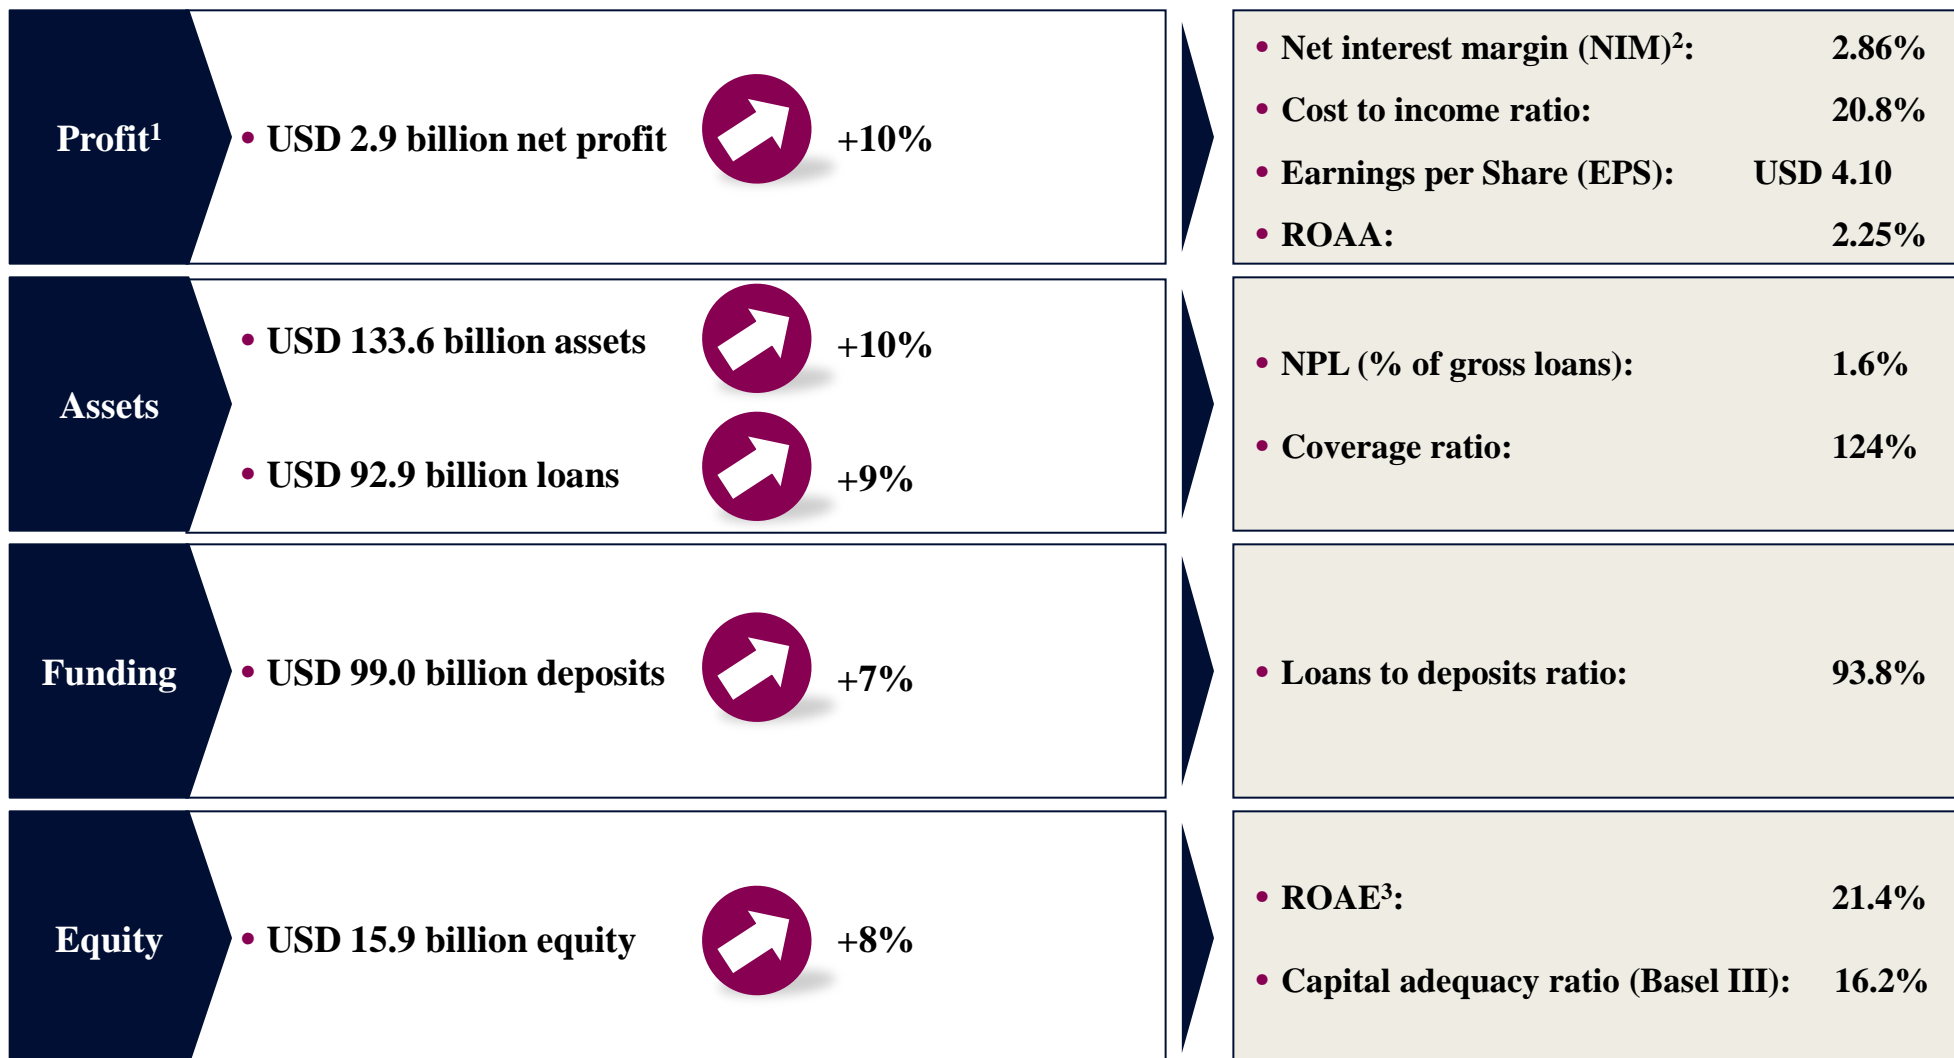 Profit¹
• USD 2.9 billion net profit
+10%
• Net interest margin (NIM)²: 2.86%
• Cost to income ratio: 20.8%
• Earnings per Share (EPS): USD 4.10
• ROAA: 2.25%
Assets
• USD 133.6 billion assets
+10%
• USD 92.9 billion loans
+9%
• NPL (% of gross loans): 1.6%
• Coverage ratio: 124%
Funding
• USD 99.0 billion deposits
+7%
• Loans to deposits ratio: 93.8%
Equity
• USD 15.9 billion equity
+8%
• ROAE³: 21.4%
• Capital adequacy ratio (Basel III): 16.2%